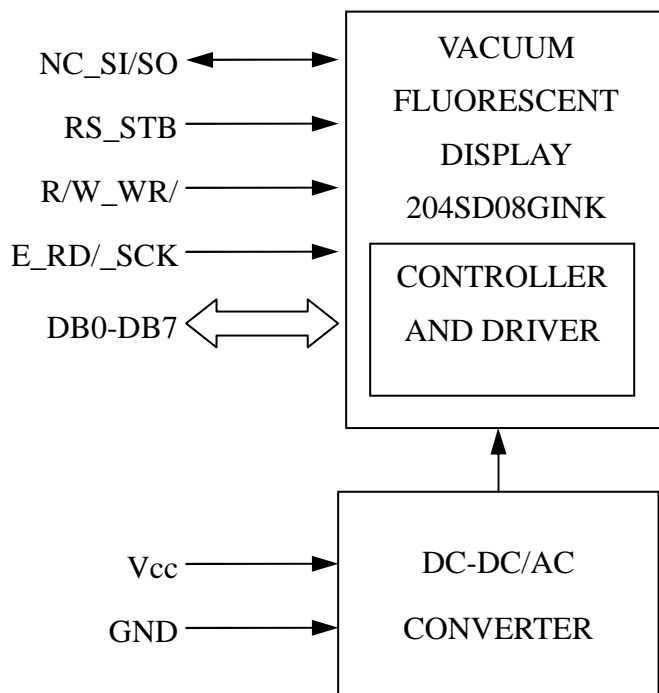 NC_SI/SO
RS_STB
R/W_WR/
E_RD/_SCK
DB0-DB7
VACUUM
FLUORESCENT
DISPLAY
204SD08GINK
CONTROLLER
AND DRIVER
Vcc
GND
DC-DC/AC
CONVERTER